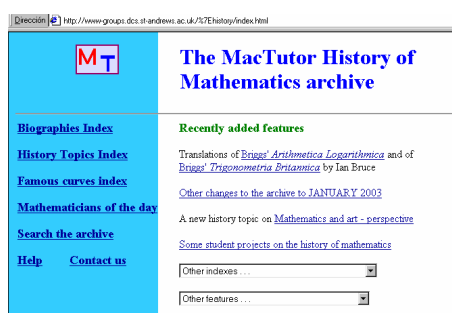 Dirección http://www-groups.dcs.st-andrews.ac.uk/%7Ehistory/index.html
MT
The MacTutor History of
Mathematics archive
Biographies Index
History Topics Index
Famous curves index
Mathematicians of the day
Search the archive
Help Contact us
Recently added features
Translations of Briggs' Arithmetica Logarithmica and of
Briggs' Trigonometria Britannica by Ian Bruce
Other changes to the archive to JANUARY 2003
A new history topic on Mathematics and art - perspective
Some student projects on the history of mathematics
Other indexes . . .
Other features . . .